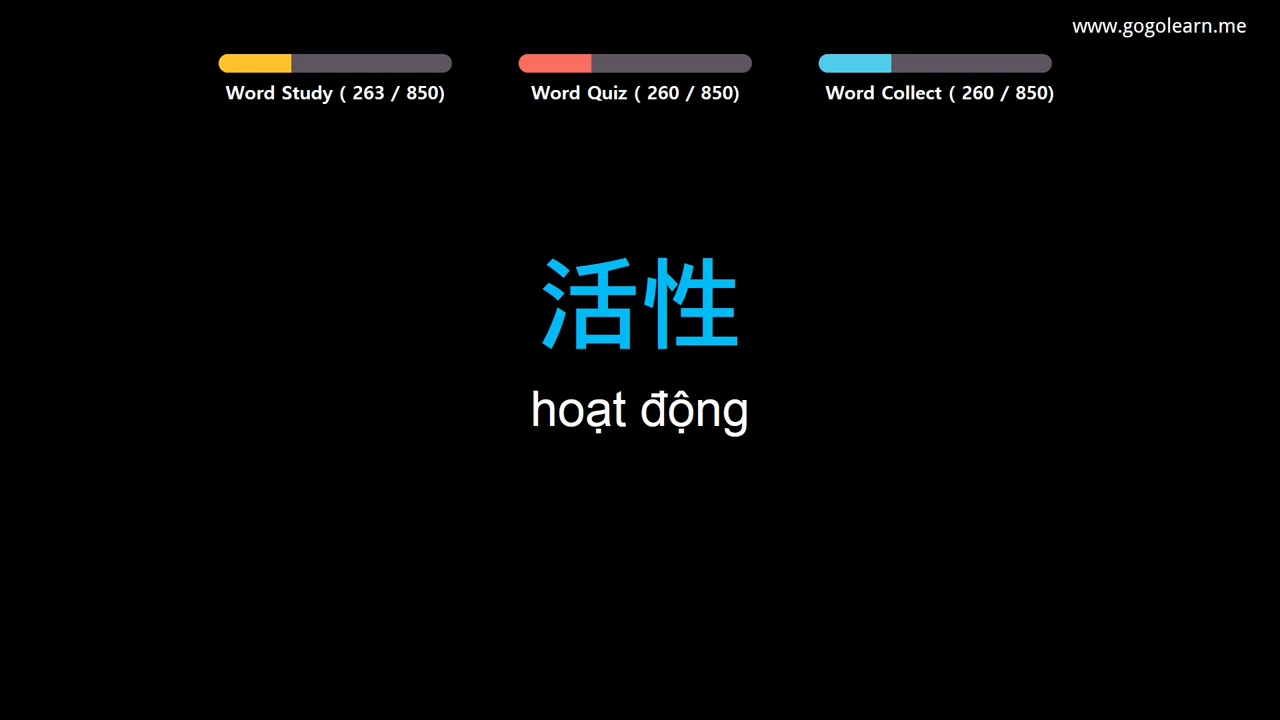 www.gogolearn.me
Word Study ( 263 / 850)
Word Quiz ( 260 / 850)
Word Collect ( 260 / 850)
活性
hoạt động